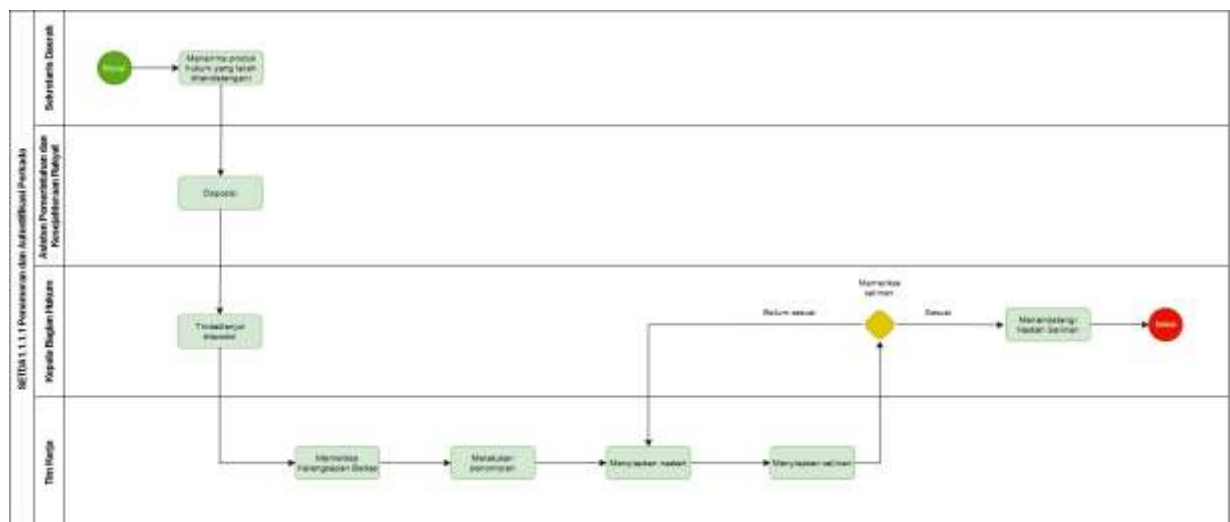 SETDA 1.1.1.1 Penomoran dan Autentifikasi Perkada
Sekretaris Daerah
Mulai
Menerima produk
hukum yang telah
ditandatangani
Asisten Pemerintahan dan
Kesejahteraan Rakyat
Disposisi
Kepala Bagian Hukum
Tindaklanjut
disposisi
Belum sesuai
Memeriksa
salinan
Sesuai
Menandatangi
Naskah Salinan
Selesai
Tim Kerja
Memeriksa
Kelengkapan Berkas
Melakukan
penomoran
Menyiapkan naskah
Menyiapkan salinan